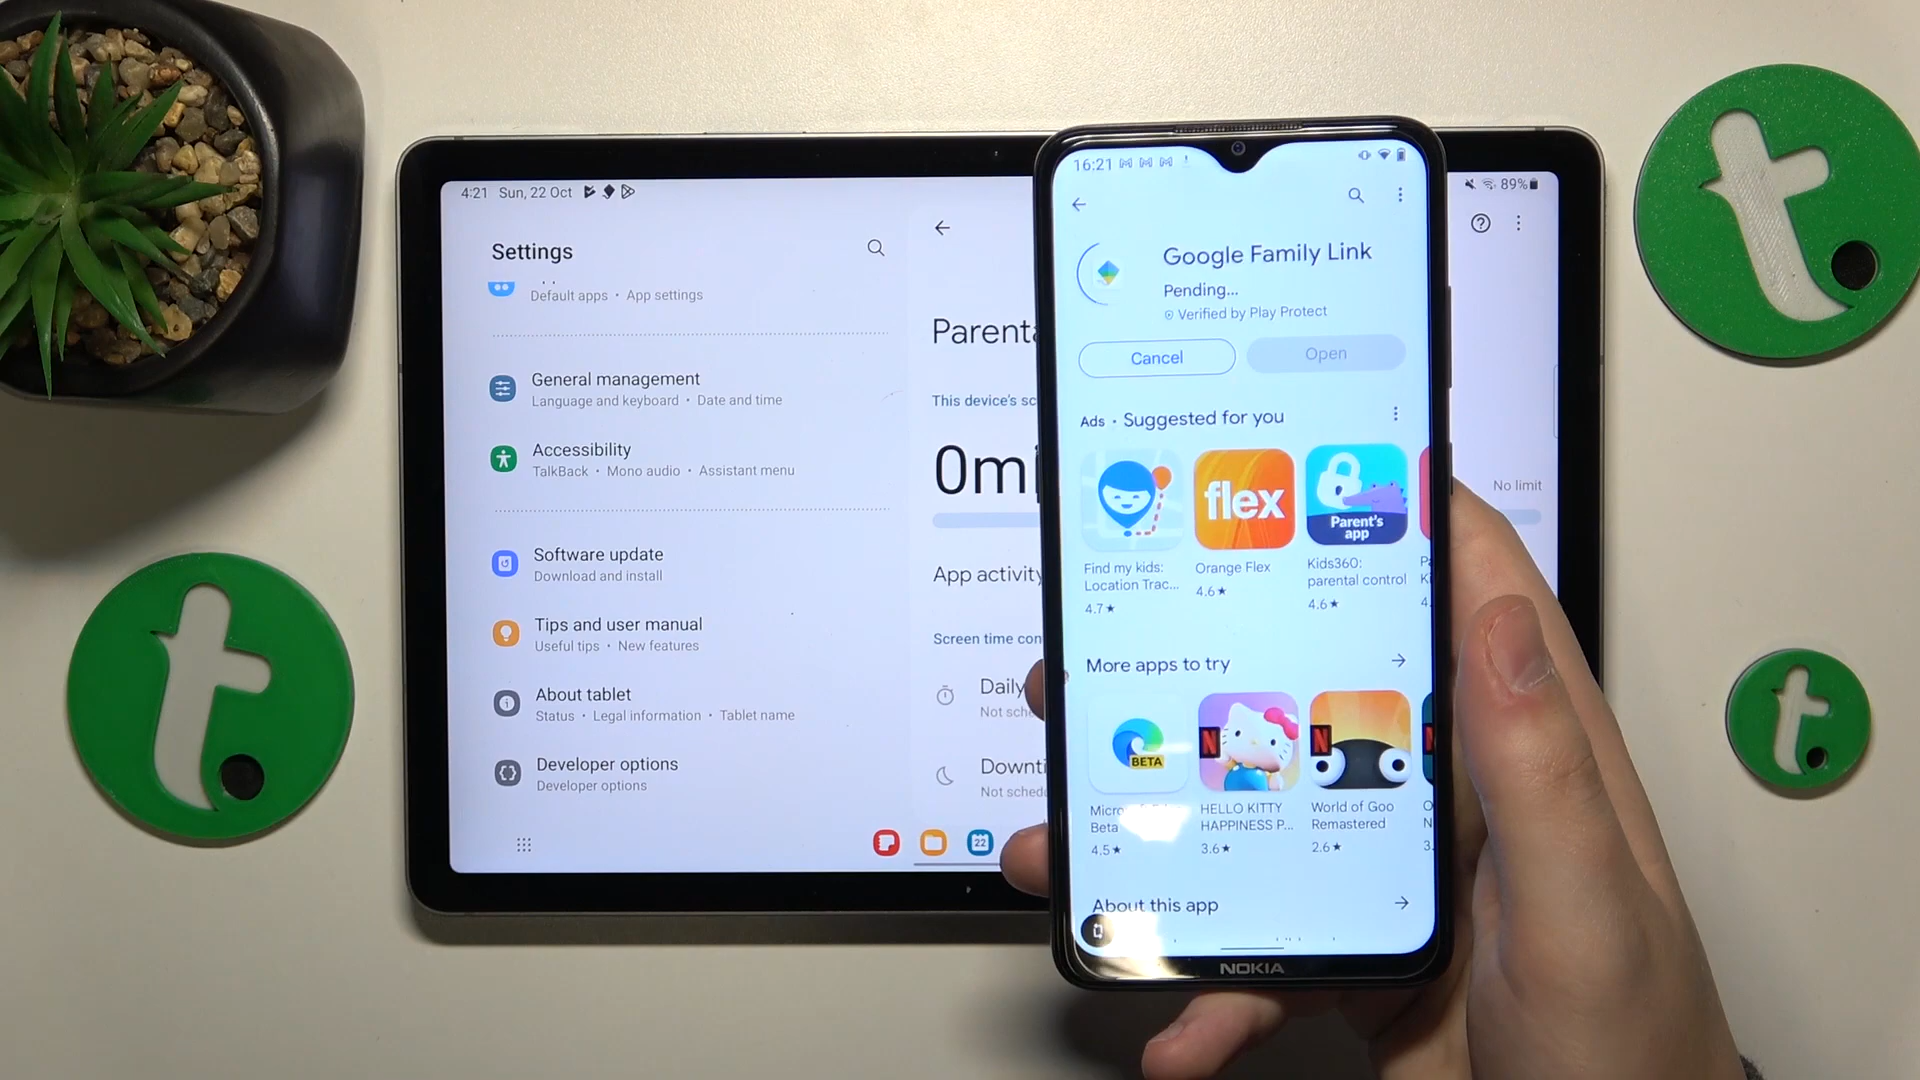 4:21 Sun, 22 Oct
89%
Settings
Default apps • App settings
General management
Language and keyboard • Date and time
Accessibility
TalkBack • Mono audio • Assistant menu
Software update
Download and install
Tips and user manual
Useful tips • New features
About tablet
Status • Legal information • Tablet name
Developer options
Developer options
22
Parent
This device's sc
0mi
No limit
App activity
Screen time con
Daily
Not sche
Downti
Not sched
16:21
Google Family Link
Pending...
Verified by Play Protect
Cancel
Open
Ads • Suggested for you
flex
Parent's
app
Find my kids:
Location Trac...
4.7★
Orange Flex
4.6★
Kids360:
parental control
4.6★
More apps to try
BETA
N
N
Micr
Beta
4.5★
HELLO KITTY
HAPPINESS P...
3.6★
World of Goo
Remastered
2.6★
About this app
NOKIA
t.
t.
t.